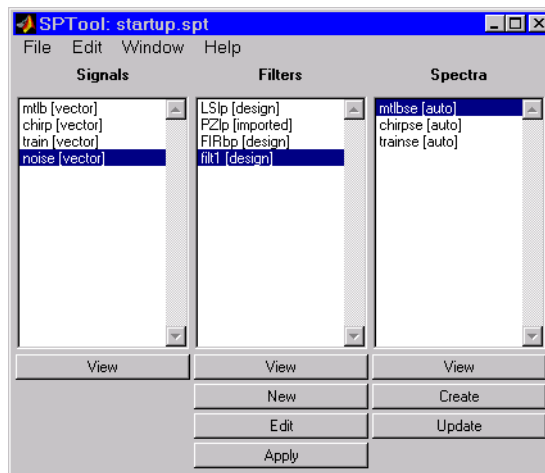 SPTool: startup.spt
File Edit Window Help
Signals Filters Spectra
mtlb [vector]
chirp [vector]
train [vector]
noise [vector]
LSlp [design]
PZlp [imported]
FIRbp [design]
filt1 [design]
mtlbse [auto]
chirpse [auto]
trainse [auto]
View View View
New Create
Edit Update
Apply